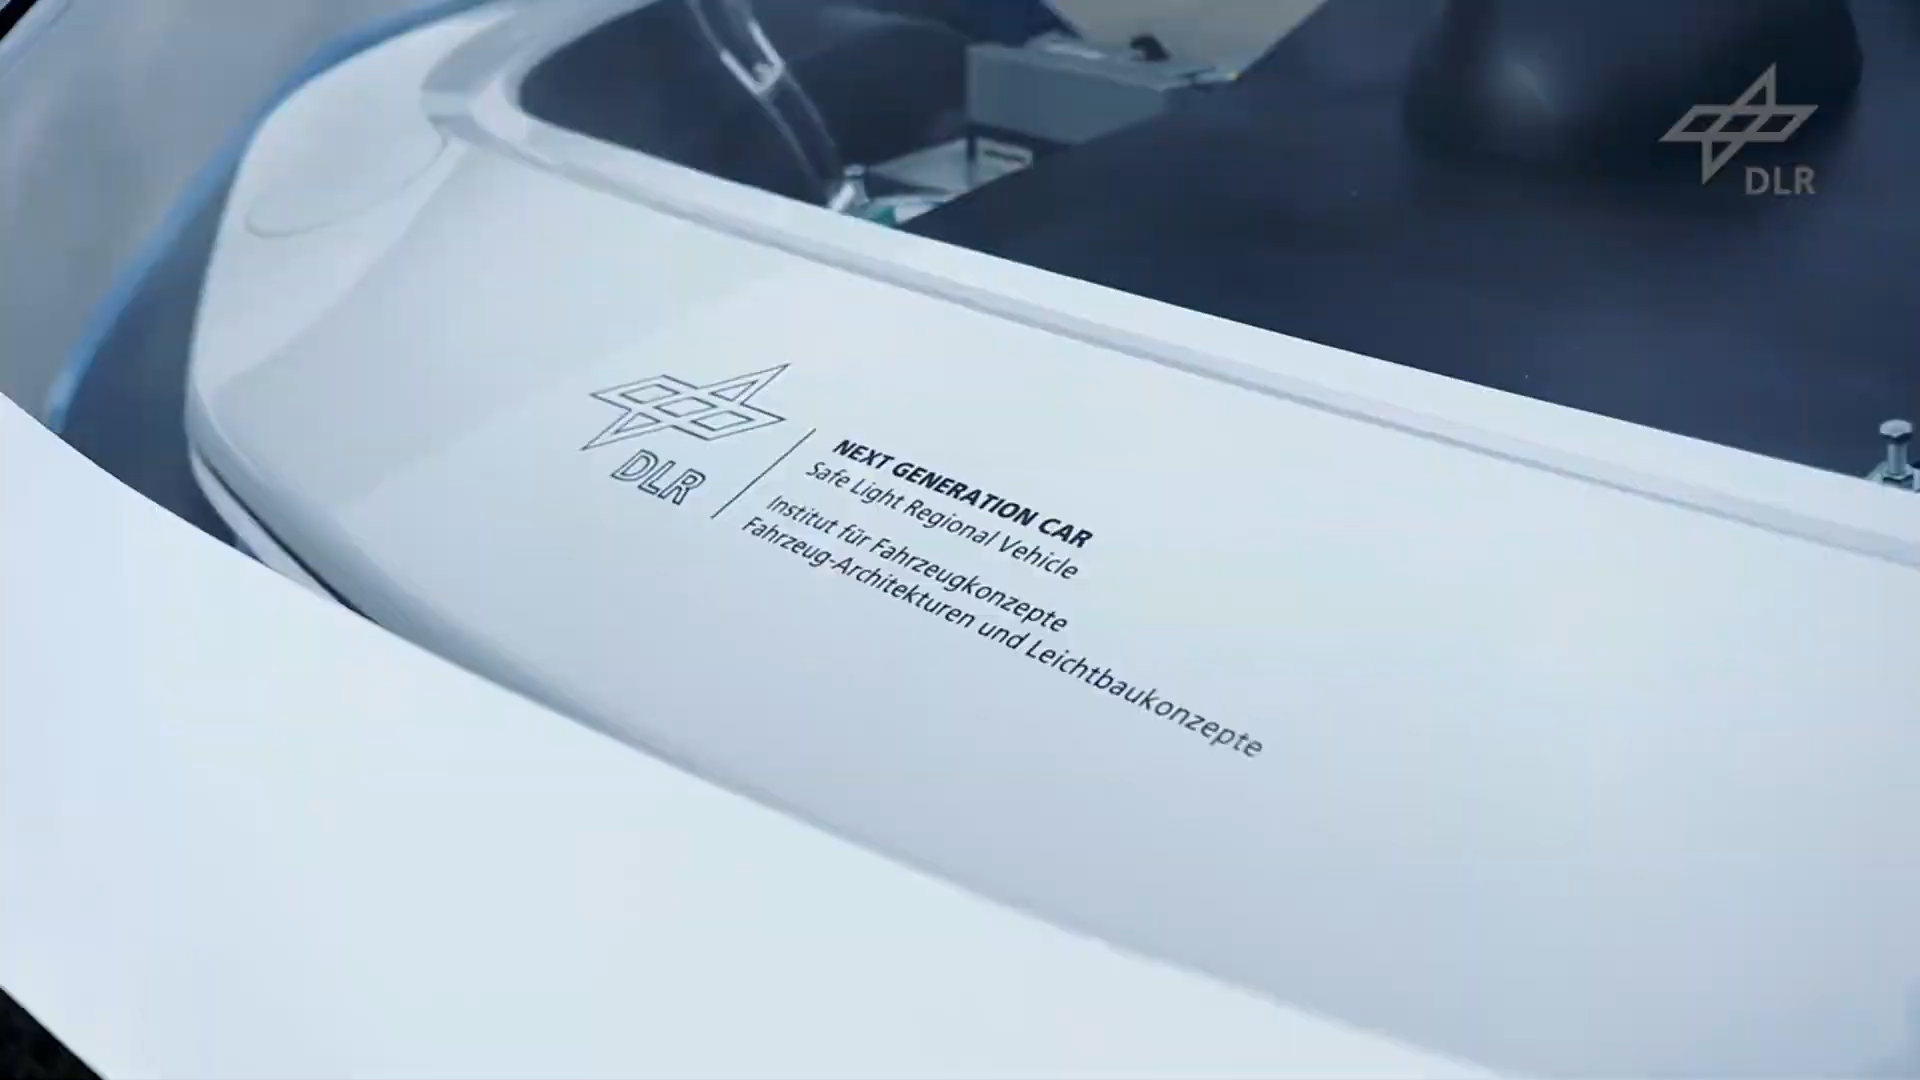 DLR
DLR
NEXT GENERATION CAR
Safe Light Regional Vehicle
Institut für Fahrzeugkonzepte
Fahrzeug-Architekturen und Leichtbaukonzepte